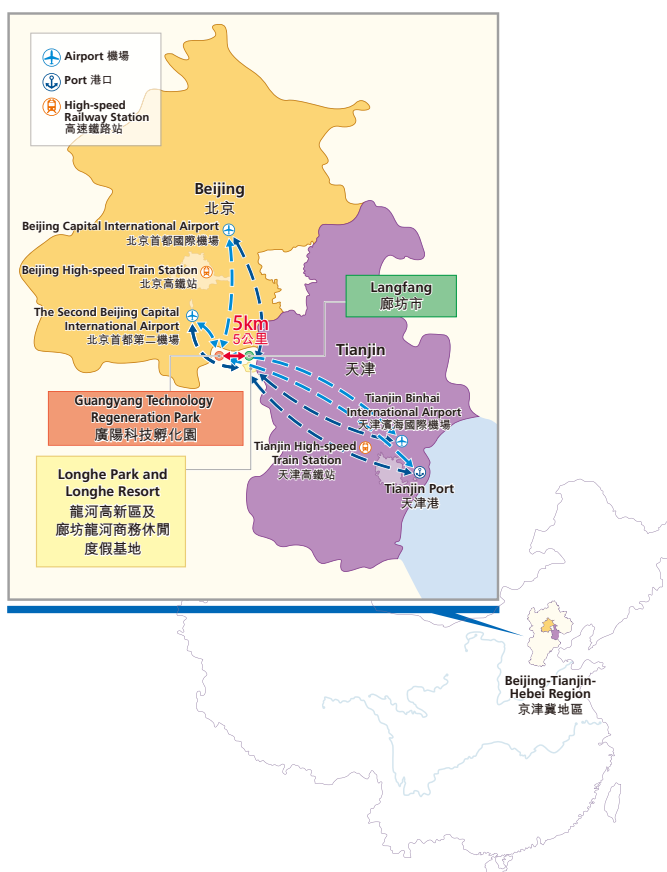 Airport 機場
Port 港口
High-speed
Railway Station
高速鐵路站
Beijing
北京
Beijing Capital International Airport
北京首都國際機場
Beijing High-speed Train Station
北京高鐵站
The Second Beijing Capital
International Airport
北京首都第二機場
5km
5公里
Langfang
廊坊市
Tianjin
天津
Guangyang Technology
Regeneration Park
廣陽科技孵化園
Tianjin Binhai
International Airport
天津濱海國際機場
Tianjin High-speed
Train Station
天津高鐵站
Tianjin Port
天津港
Longhe Park and
Longhe Resort
龍河高新區及
廊坊龍河商務休閒
度假基地
Beijing-Tianjin-
Hebei Region
京津冀地區